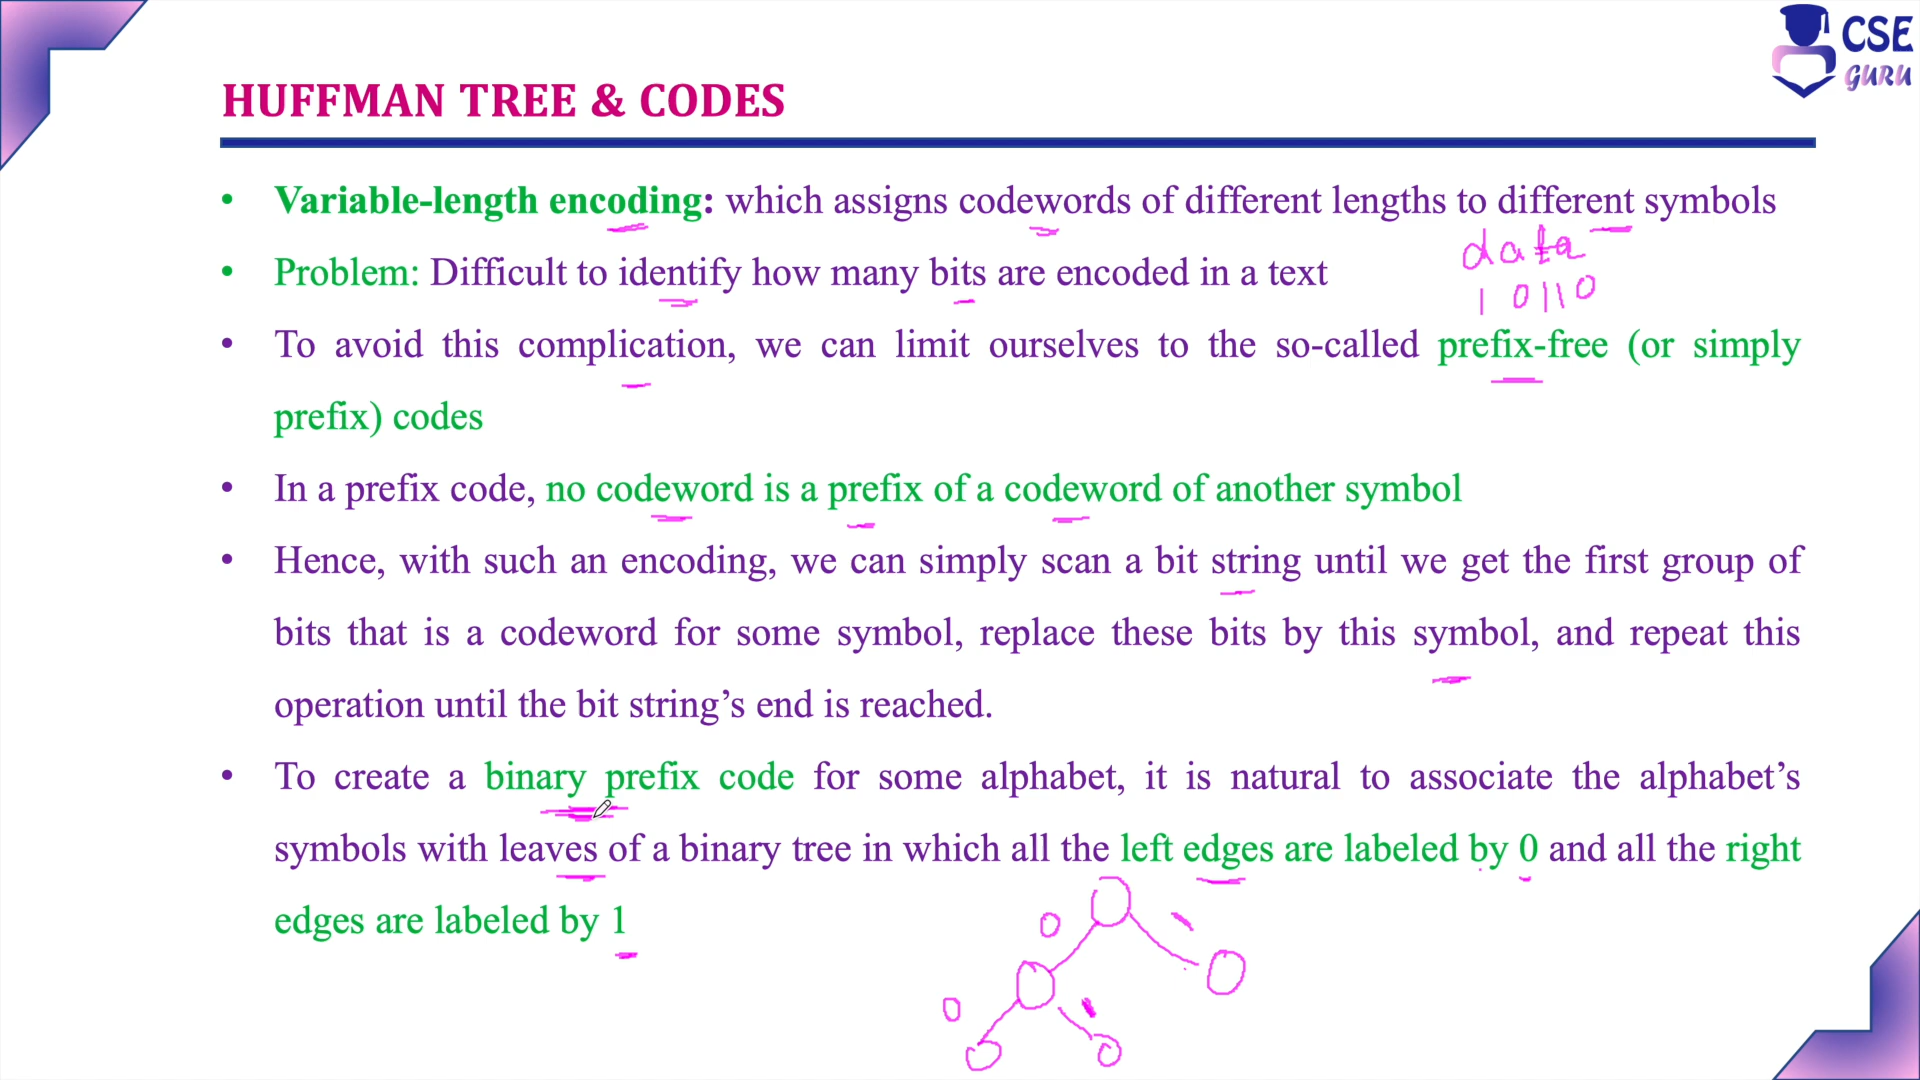 CSE
GURU
HUFFMAN TREE & CODES
• Variable-length encoding: which assigns codewords of different lengths to different symbols
data
• Problem: Difficult to identify how many bits are encoded in a text
1 0110
• To avoid this complication, we can limit ourselves to the so-called prefix-free (or simply
prefix) codes
• In a prefix code, no codeword is a prefix of a codeword of another symbol
• Hence, with such an encoding, we can simply scan a bit string until we get the first group of
bits that is a codeword for some symbol, replace these bits by this symbol, and repeat this
operation until the bit string’s end is reached.
• To create a binary prefix code for some alphabet, it is natural to associate the alphabet’s
symbols with leaves of a binary tree in which all the left edges are labeled by 0 and all the right
edges are labeled by 1
0 1
0 1